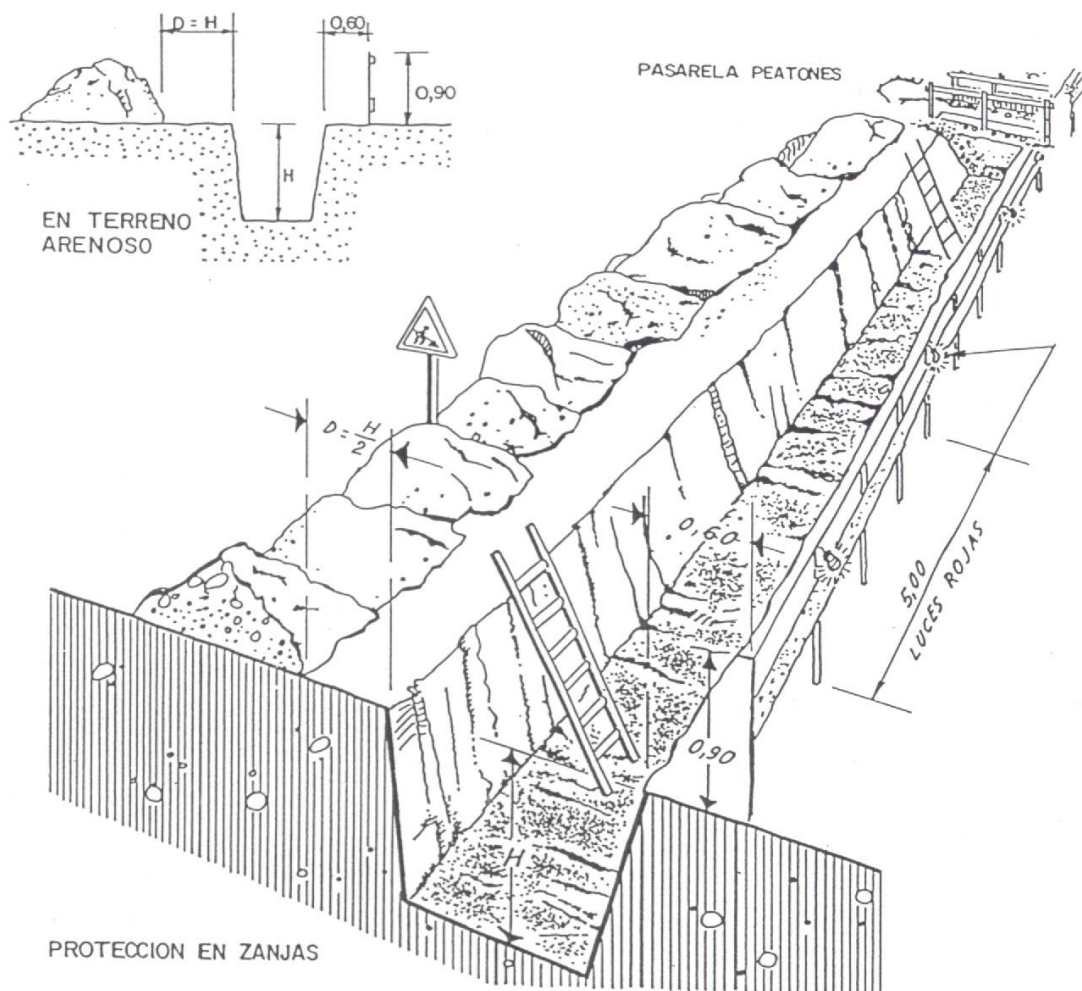 D = H
0,60
0,90
H
EN TERRENO
ARENOSO
PASARELA PEATONES
D = H/2
0,60
5,00
LUCES ROJAS
0,90
H
PROTECCION EN ZANJAS